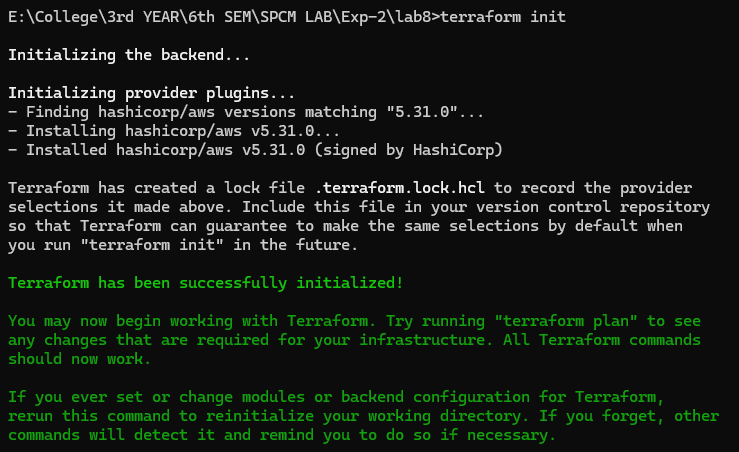 E:\College\3rd YEAR\6th SEM\SPCM LAB\Exp-2\lab8>terraform init
Initializing the backend...
Initializing provider plugins...
- Finding hashicorp/aws versions matching "5.31.0"...
- Installing hashicorp/aws v5.31.0...
- Installed hashicorp/aws v5.31.0 (signed by HashiCorp)
Terraform has created a lock file .terraform.lock.hcl to record the provider
selections it made above. Include this file in your version control repository
so that Terraform can guarantee to make the same selections by default when
you run "terraform init" in the future.
Terraform has been successfully initialized!
You may now begin working with Terraform. Try running "terraform plan" to see
any changes that are required for your infrastructure. All Terraform commands
should now work.
If you ever set or change modules or backend configuration for Terraform,
rerun this command to reinitialize your working directory. If you forget, other
commands will detect it and remind you to do so if necessary.